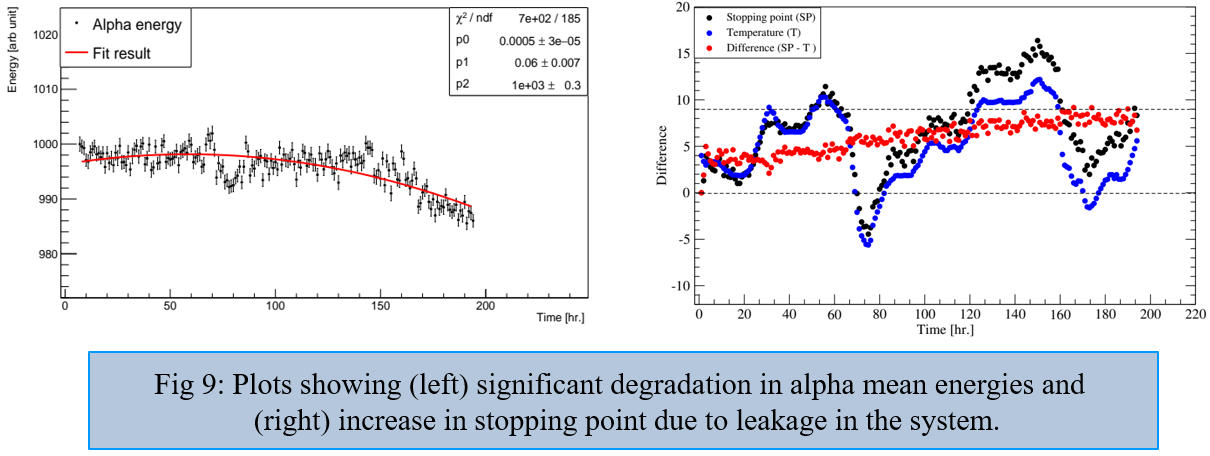 Energy [arb unit]
1020
1010
1000
990
980
Alpha energy
Fit result
χ² / ndf 7e+02 / 185
p0 0.0005 ± 3e−05
p1 0.06 ± 0.007
p2 1e+03 ± 0.3
0 50 100 150 200
Time [hr.]
Difference
20
15
10
5
0
-5
-10
Stopping point (SP)
Temperature (T)
Difference (SP - T )
0 20 40 60 80 100 120 140 160 180 200 220
Time [hr.]
Fig 9: Plots showing (left) significant degradation in alpha mean energies and
(right) increase in stopping point due to leakage in the system.